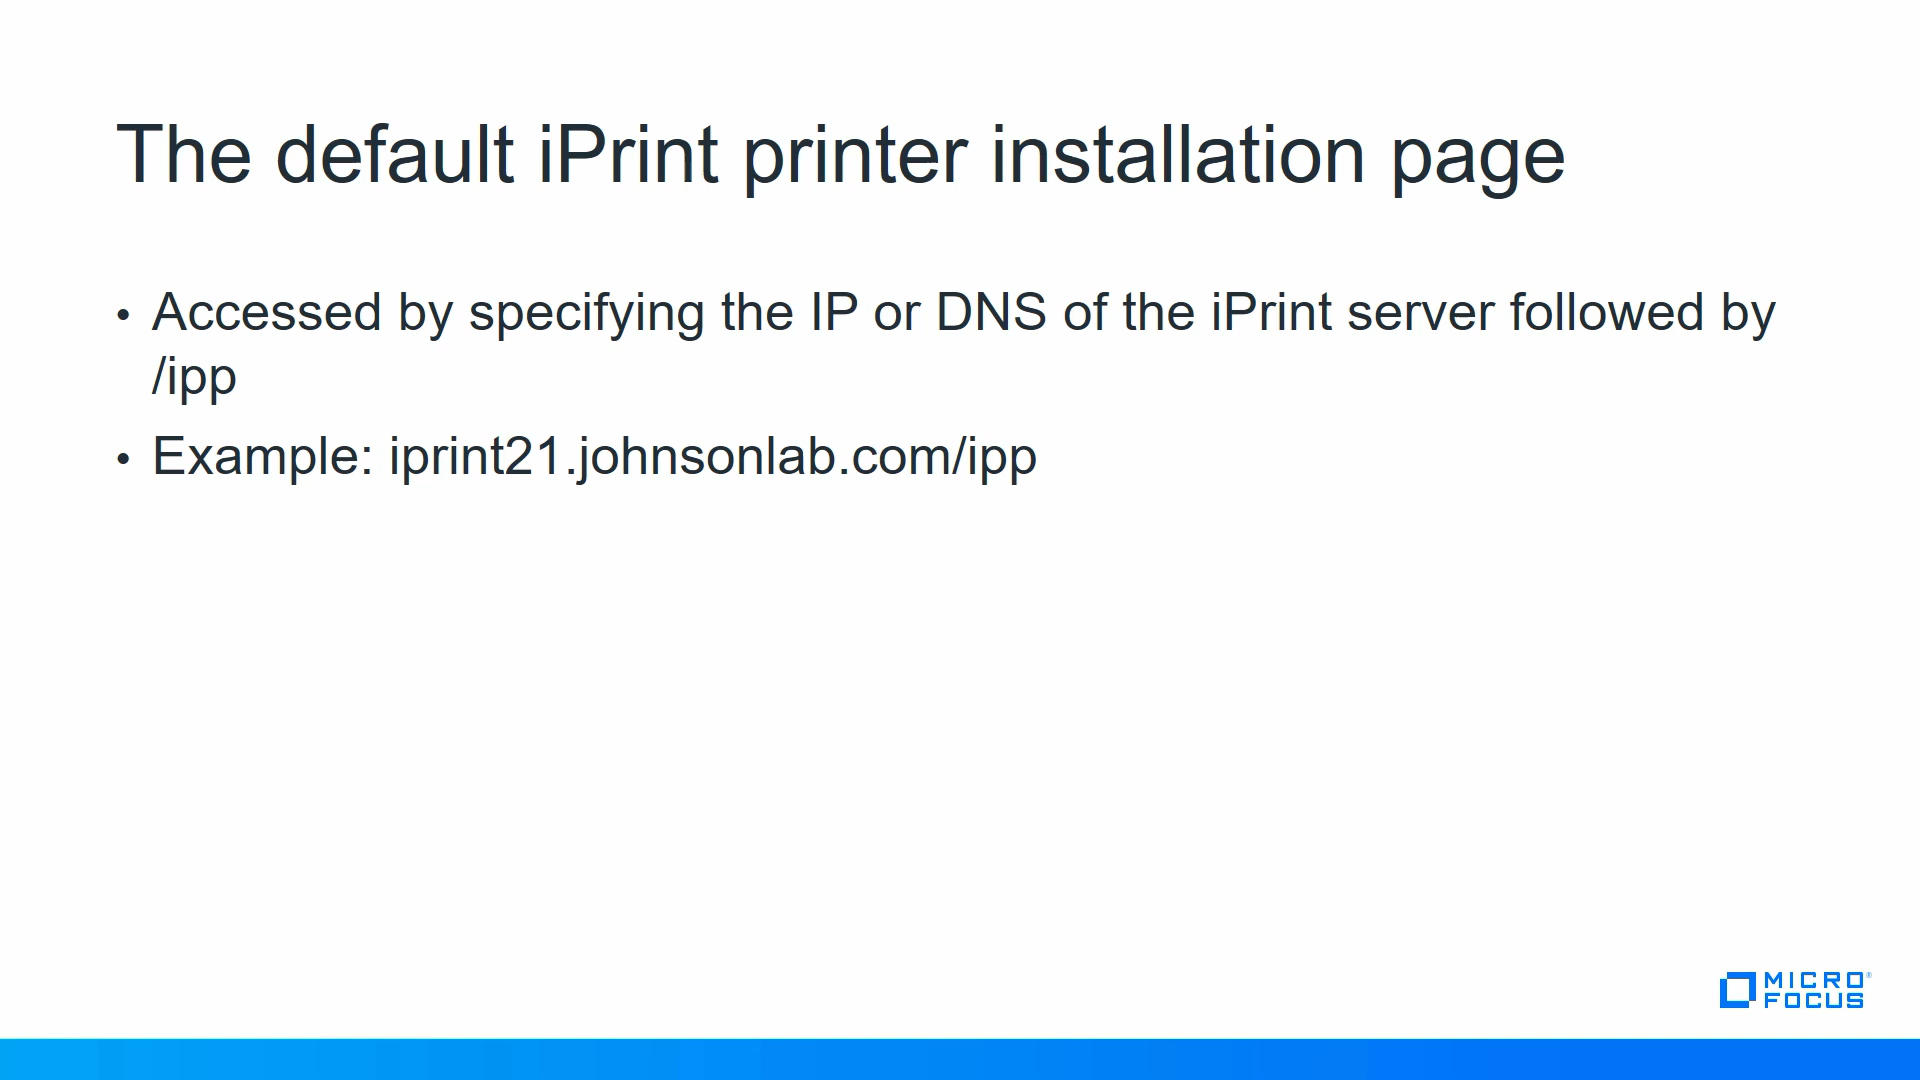 The default iPrint printer installation page
• Accessed by specifying the IP or DNS of the iPrint server followed by
/ipp
• Example: iprint21.johnsonlab.com/ipp
MICRO®
FOCUS